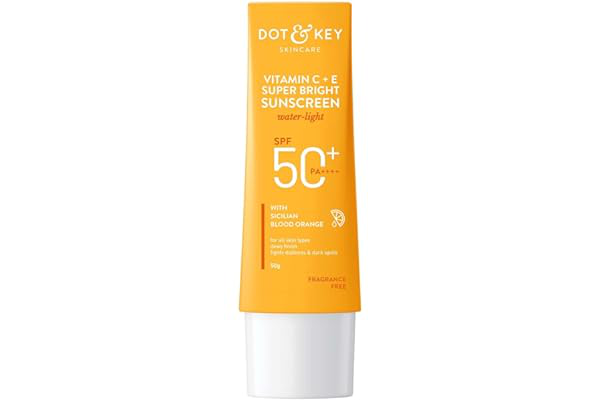 DOT & KEY
SKINCARE
VITAMIN C + E
SUPER BRIGHT
SUNSCREEN
water-light
SPF
50+
PA++++
WITH
SICILIAN
BLOOD ORANGE
for all skin types
dewy finish
fights dullness & dark spots
50g
FRAGRANCE
FREE